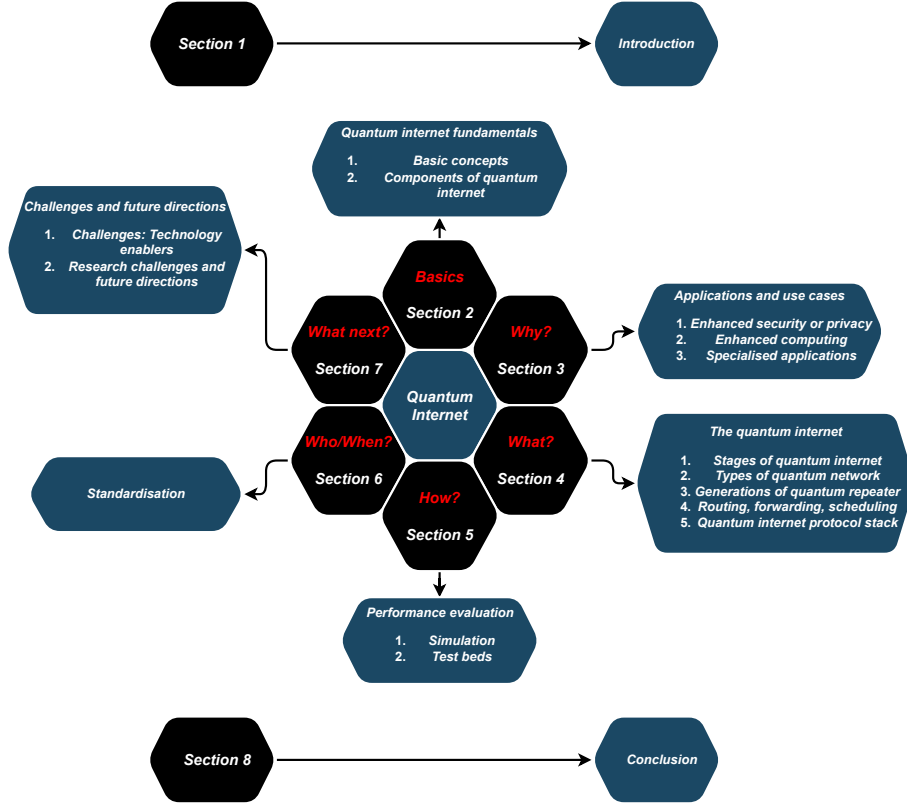 Section 1
Introduction
Quantum internet fundamentals
1. Basic concepts
2. Components of quantum
internet
Challenges and future directions
1. Challenges: Technology
enablers
2. Research challenges and
future directions
Basics
Section 2
What next?
Section 7
Why?
Section 3
Applications and use cases
1. Enhanced security or privacy
2. Enhanced computing
3. Specialised applications
Quantum
Internet
Who/When?
Section 6
What?
Section 4
The quantum internet
1. Stages of quantum internet
2. Types of quantum network
3. Generations of quantum repeater
4. Routing, forwarding, scheduling
5. Quantum internet protocol stack
Standardisation
How?
Section 5
Performance evaluation
1. Simulation
2. Test beds
Section 8
Conclusion